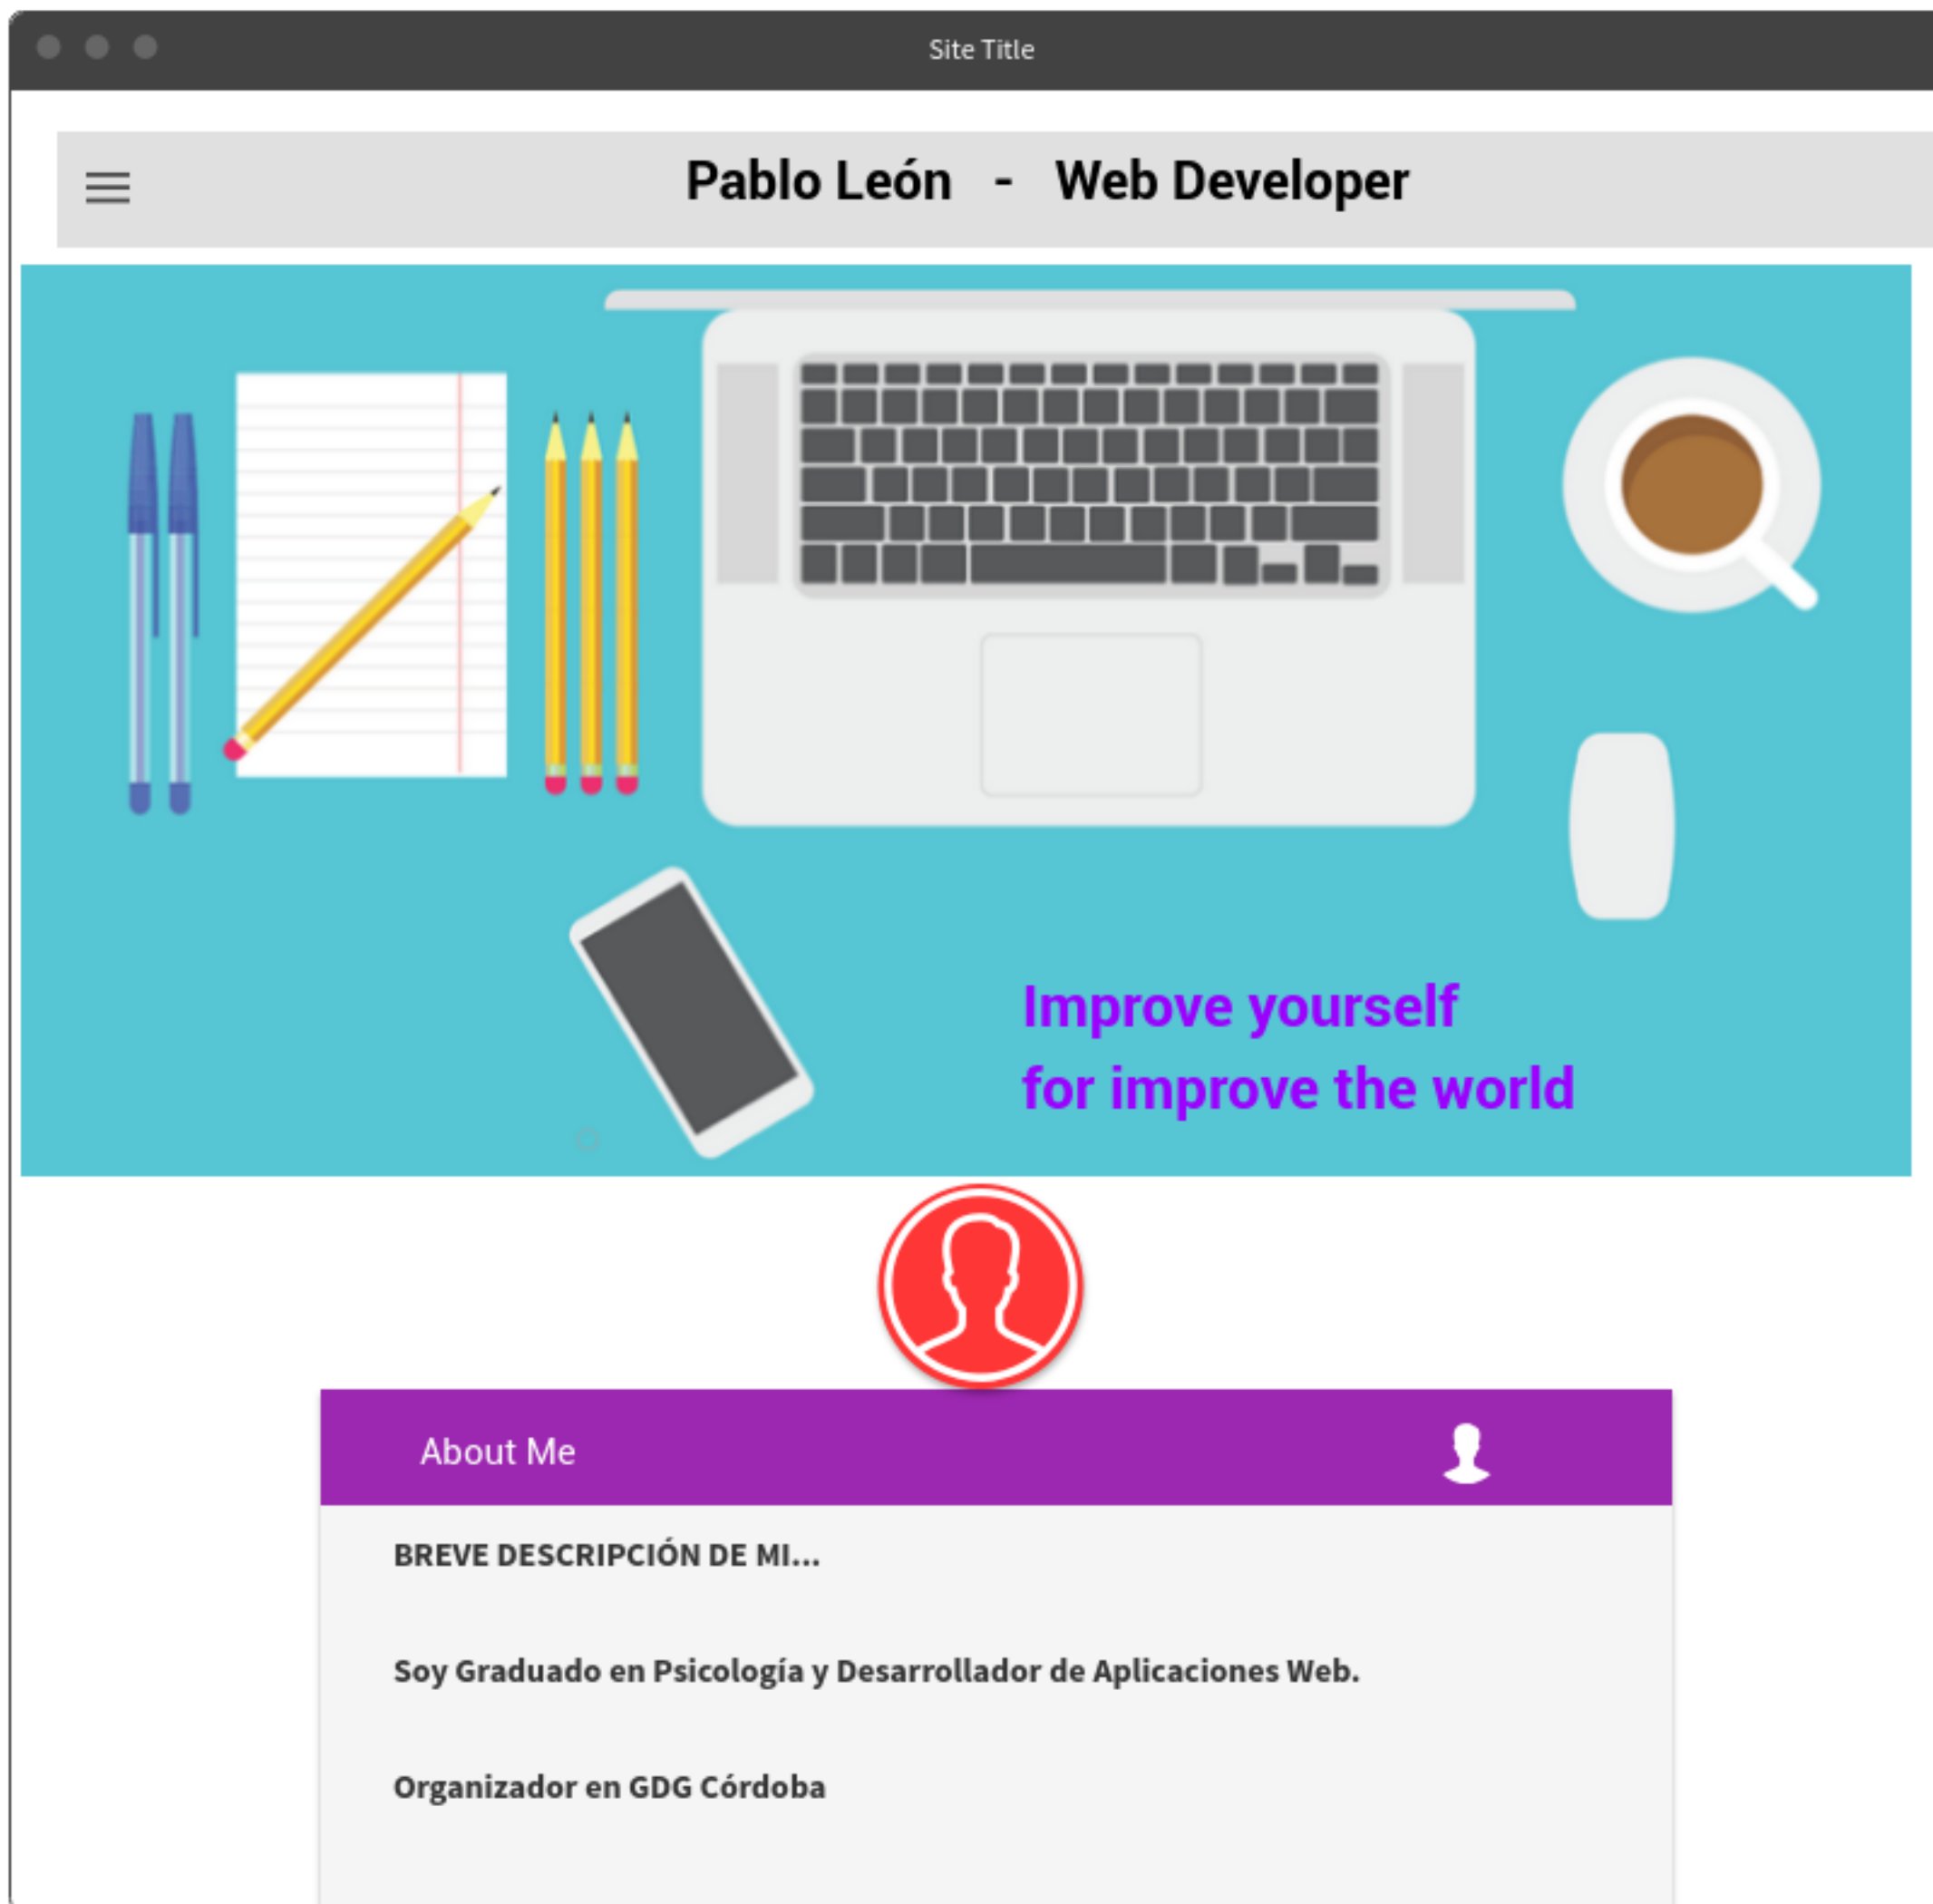 Site Title
Pablo León - Web Developer
Improve yourself
for improve the world
About Me
BREVE DESCRIPCIÓN DE MI...
Soy Graduado en Psicología y Desarrollador de Aplicaciones Web.
Organizador en GDG Córdoba